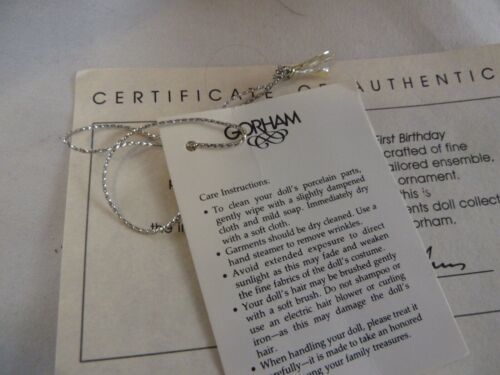 CERTIFICATE OF AUTHENTIC
GORHAM
First Birthday
crafted of fine
ailored ensemble,
ornament.
this is
ents doll collect
orham.
Care Instructions:
• To clean your doll's porcelain parts,
gently wipe with a slightly dampened
cloth and mild soap. Immediately dry
with a soft cloth.
• Garments should be dry cleaned. Use a
hand steamer to remove wrinkles.
• Avoid extended exposure to direct
sunlight as this may fade and weaken
the fine fabrics of the doll's costume.
• Your doll's hair may be brushed gently
with a soft brush. Do not shampoo or
use an electric hair blower or curling
iron—as this may damage the doll's
hair.
• When handling your doll, please treat it
carefully—it is made to take an honored
among your family treasures.